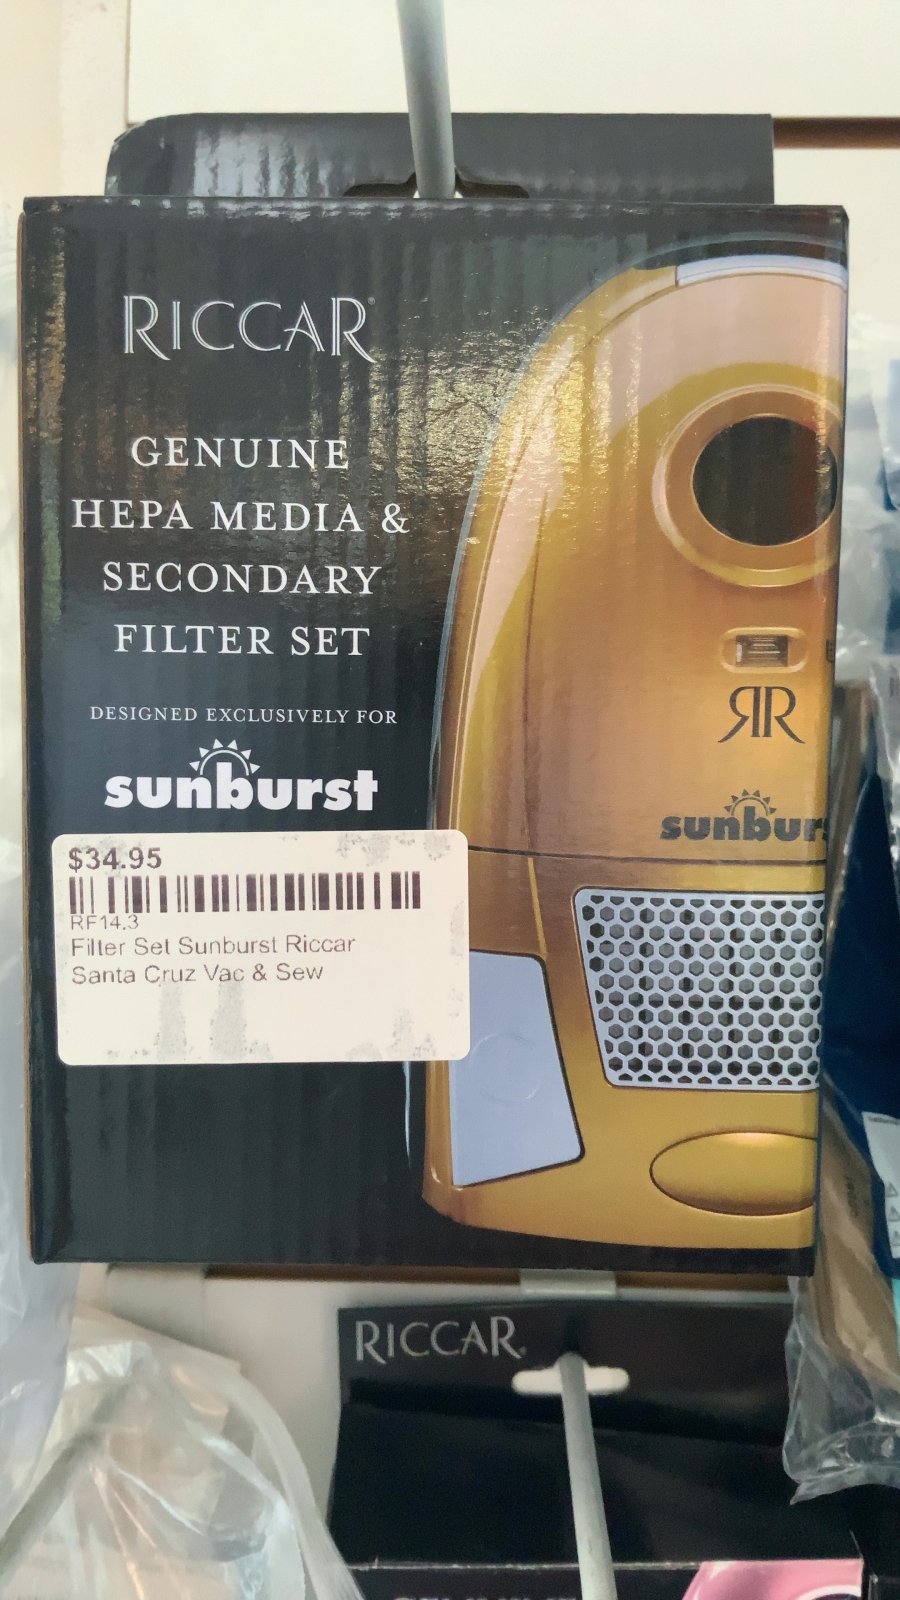 RICCAR®
GENUINE
HEPA MEDIA &
SECONDARY
FILTER SET
DESIGNED EXCLUSIVELY FOR
sunburst
RR
sunburs
$34.95
RF14.3
Filter Set Sunburst Riccar
Santa Cruz Vac & Sew
RICCAR®